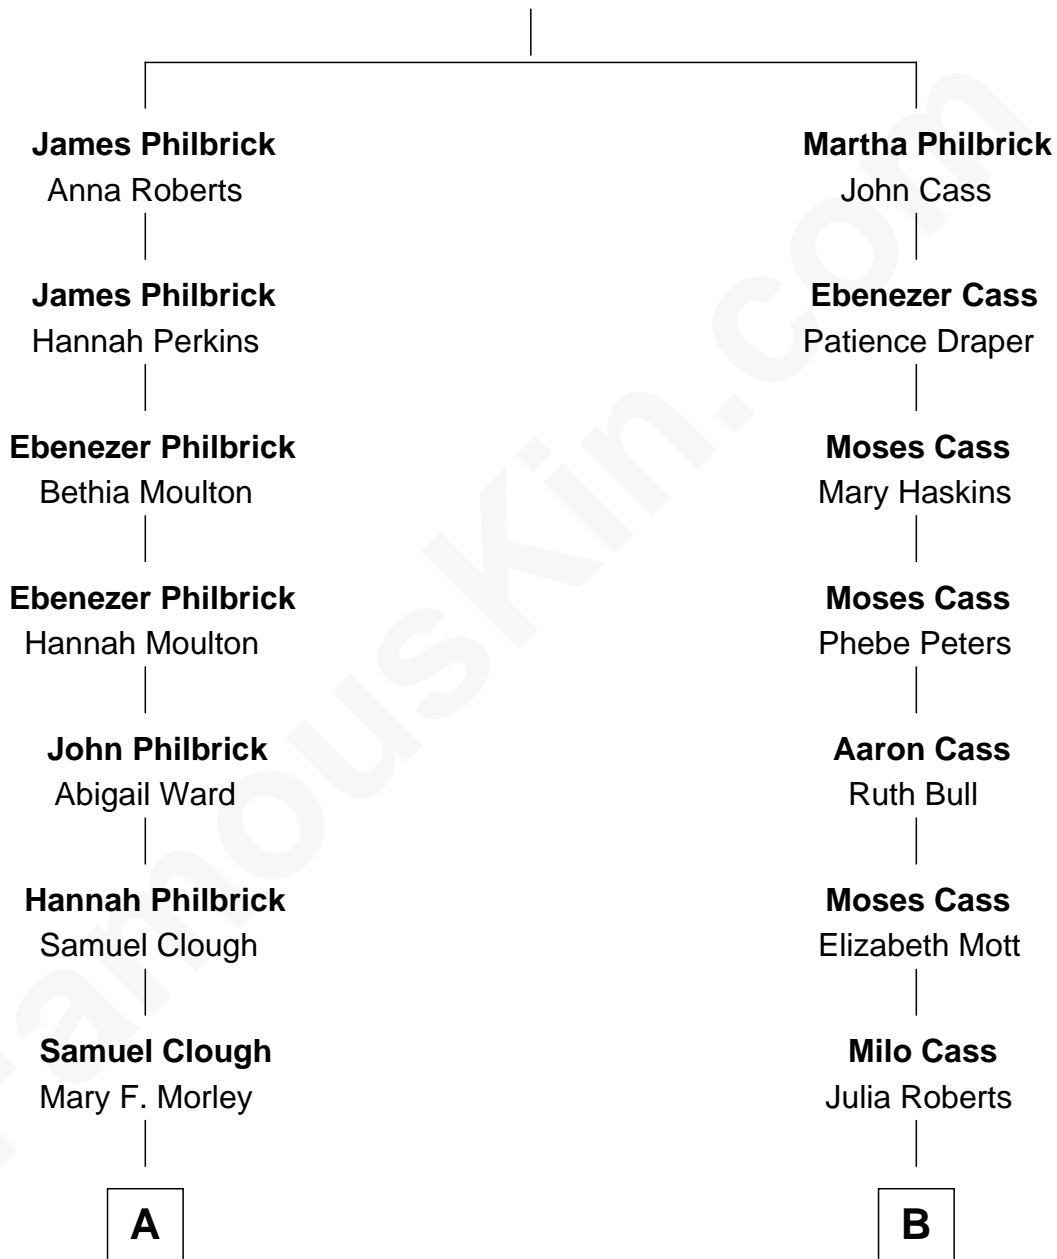 James Philbrick
Anna Roberts
James Philbrick
Hannah Perkins
Ebenezer Philbrick
Bethia Moulton
Ebenezer Philbrick
Hannah Moulton
John Philbrick
Abigail Ward
Hannah Philbrick
Samuel Clough
Samuel Clough
Mary F. Morley
A
Martha Philbrick
John Cass
Ebenezer Cass
Patience Draper
Moses Cass
Mary Haskins
Moses Cass
Phebe Peters
Aaron Cass
Ruth Bull
Moses Cass
Elizabeth Mott
Milo Cass
Julia Roberts
B
FamousKin.com